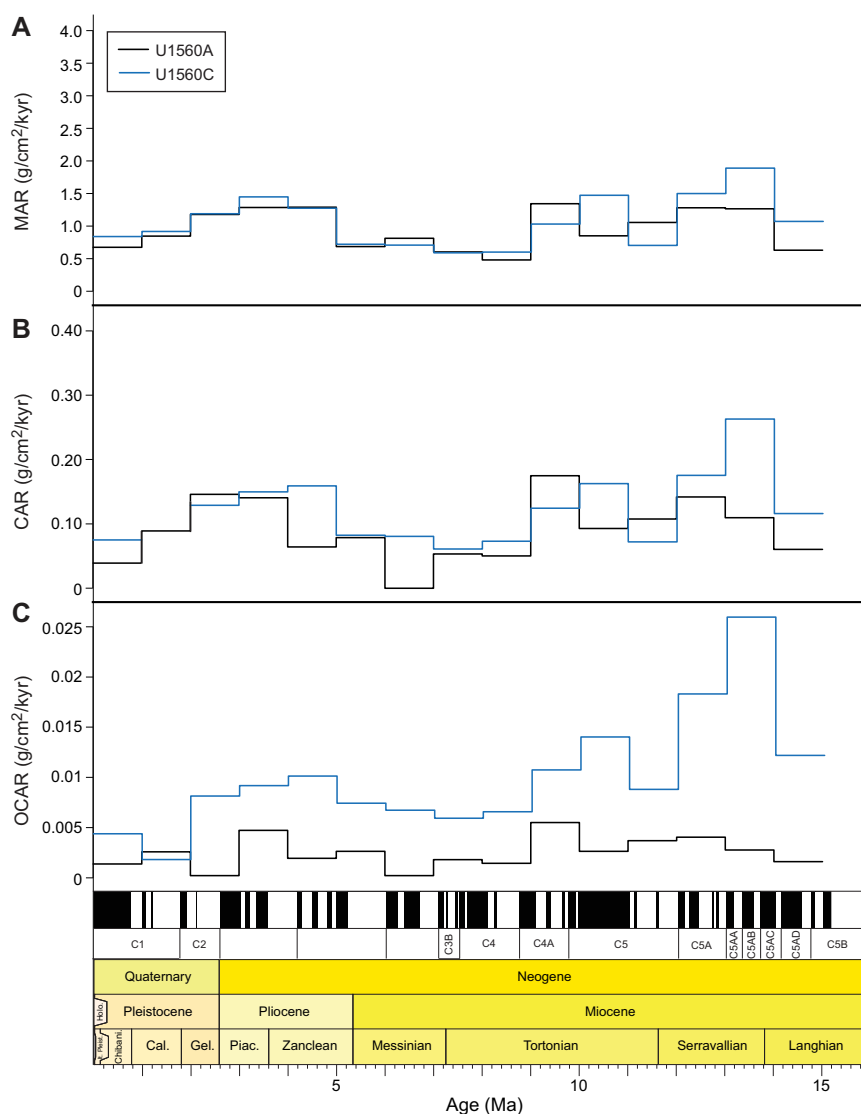 A
U1560A
U1560C
MAR (g/cm²/kyr)
4.0
3.5
3.0
2.5
2.0
1.5
1.0
0.5
0
B
CAR (g/cm²/kyr)
0.40
0.30
0.20
0.10
0
C
OCAR (g/cm²/kyr)
0.025
0.020
0.015
0.010
0.005
0
C1 C2 C3B C4 C4A C5 C5A C5AA C5AB C5AC C5AD C5B
Quaternary Neogene
Holo. Pleistocene Pliocene Miocene
Pleist. Chibani. Cal. Gel. Piac. Zanclean Messinian Tortonian Serravallian Langhian
5 10 15
Age (Ma)